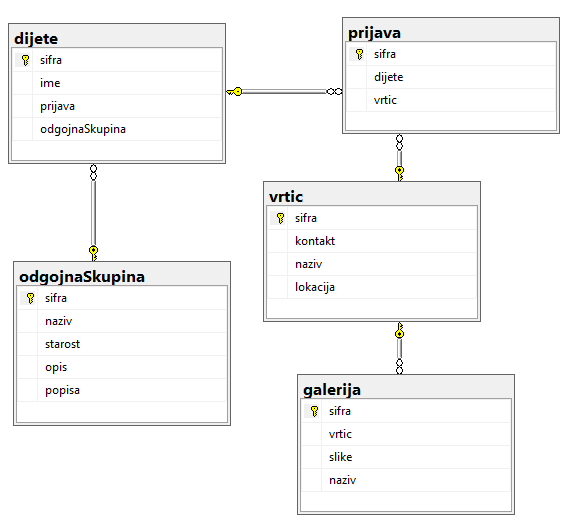 dijete
sifra
ime
prijava
odgojnaSkupina
prijava
sifra
dijete
vrtic
vrtic
sifra
kontakt
naziv
lokacija
odgojnaSkupina
sifra
naziv
starost
opis
popisa
galerija
sifra
vrtic
slike
naziv